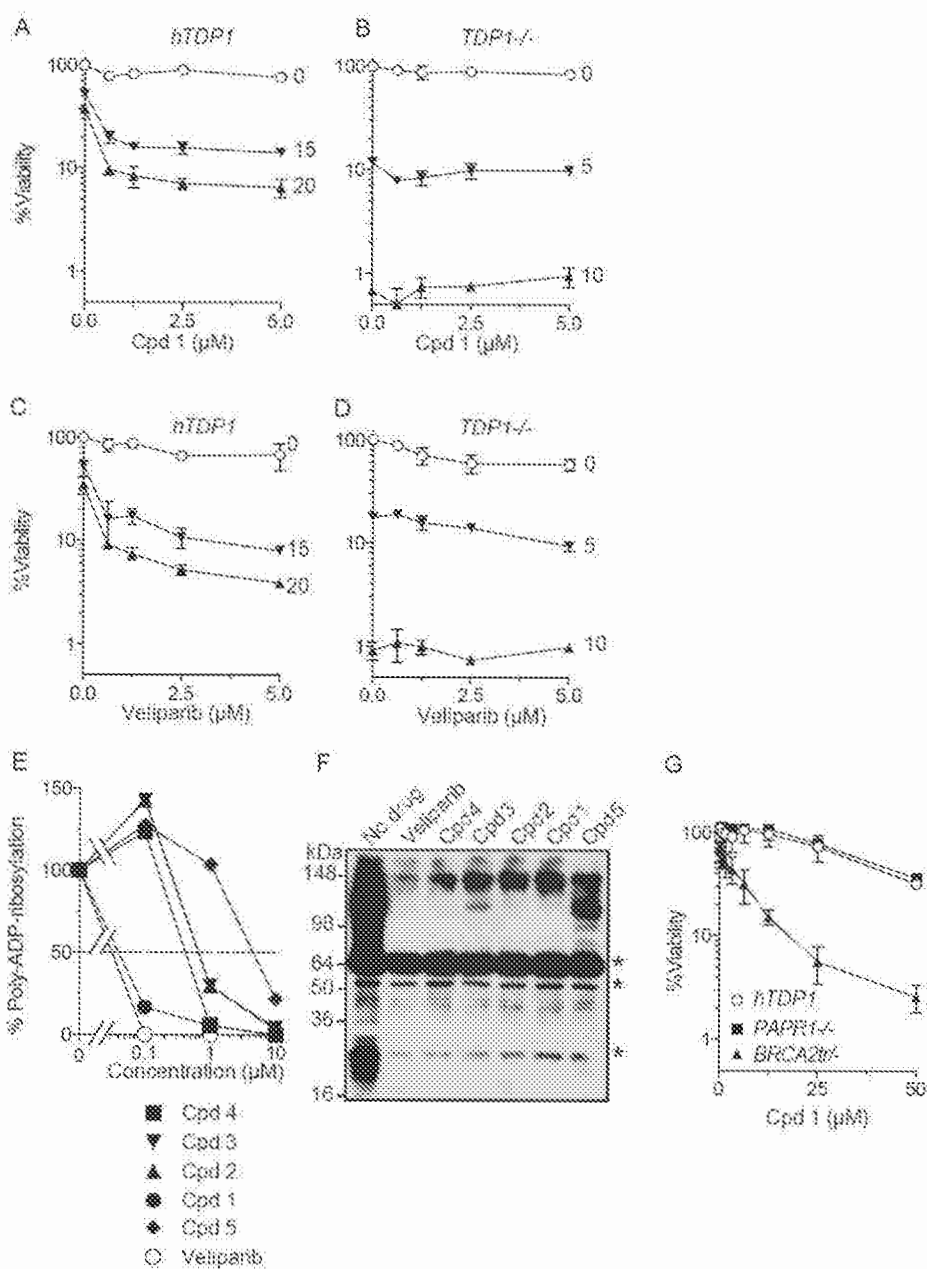 A
hTDP1
%Viability
100
10
1
0
15
20
0.0
2.5
5.0
Cpd 1 (µM)
B
TDP1-/-
100
10
1
0
5
10
0.0
2.5
5.0
Cpd 1 (µM)
C
hTDP1
%Viability
100
10
1
0
15
20
0.0
2.5
5.0
Veliparib (µM)
D
TDP1-/-
100
10
1
0
5
10
0.0
2.5
5.0
Veliparib (µM)
E
% Poly-ADP-ribosylation
150
100
50
0
0
0.1
1
10
Concentration (µM)
Cpd 4
Cpd 3
Cpd 2
Cpd 1
Cpd 5
Veliparib
F
No drug
Veliparib
Cpd4
Cpd3
Cpd2
Cpd1
Cpd5
kDa
148
98
64
50
36
16
*
*
*
G
%Viability
100
10
1
hTDP1
PAPR1-/-
BRCA2tr/-
0
25
50
Cpd 1 (µM)